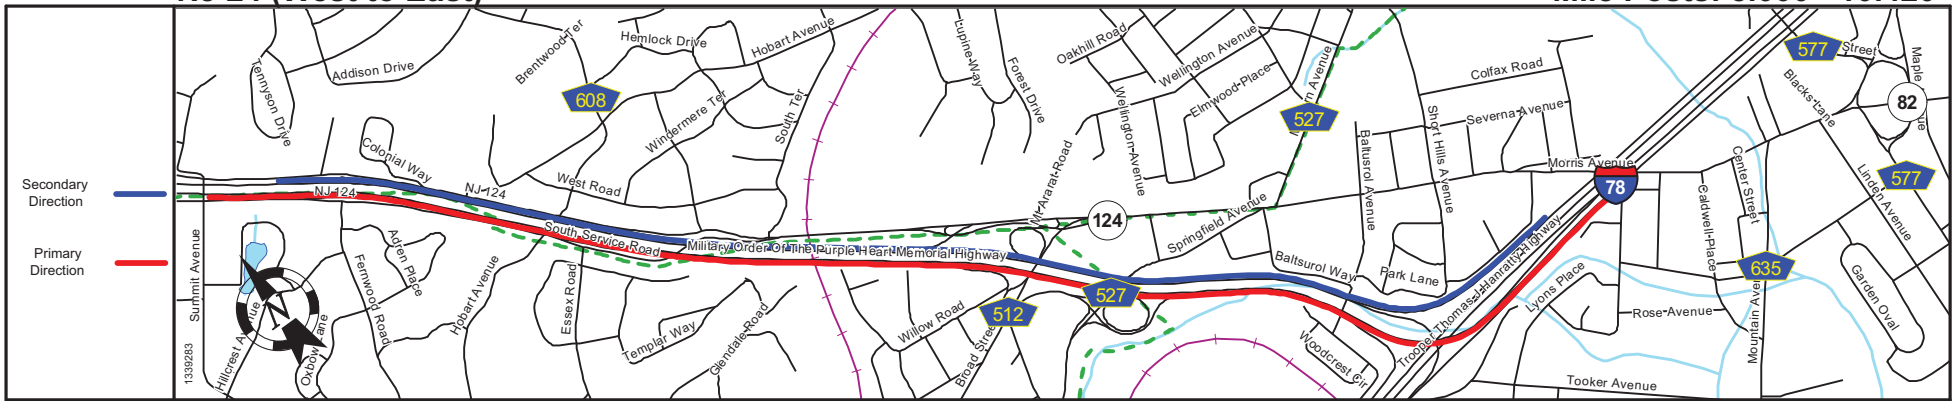 Secondary
Direction
Primary
Direction
Tennyson Drive
Addison Drive
Brentwood Ter
Hemlock Drive
Hobart Avenue
608
Windermere Ter
South Ter
Colonial Way
NJ 124
NJ 124
West Road
South Service Road
Military Order Of The Purple Heart Memorial Highway
Summit Avenue
1339283
Hillcrest Avenue
N
Fernwood Road
Aden Place
Hobart Avenue
Essex Road
Templar Way
Glendale Road
Lupine Way
Forest Drive
Oakhill Road
Wellington Avenue
Wellington Avenue
Elmwood Place
527
Mt Ararat Road
124
Springfield Avenue
Willow Road
512
Broad Street
527
Baltusrol Avenue
Baltsurol Way
Park Lane
Short Hills Avenue
Colfax Road
Severna Avenue
Morris Avenue
78
Trooper Thomas J Hanratty Highway
Lyons Place
Woodcrest Cir
Rose Avenue
Tooker Avenue
Caldwell Place
Center Street
635
Mountain Avenue
577
Street
Blacks Lane
Maple
82
577
Linden Avenue
Garden Oval